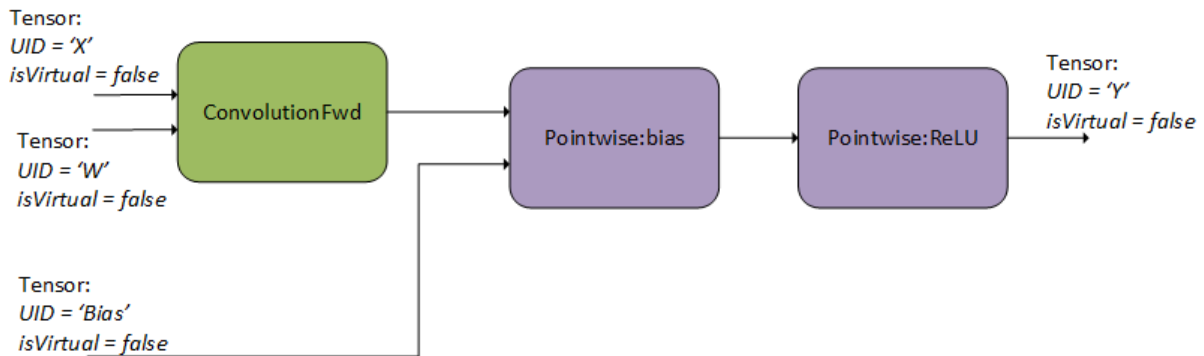 Tensor:
UID = ‘X’
isVirtual = false
ConvolutionFwd
Tensor:
UID = ‘W’
isVirtual = false
Pointwise:bias
Pointwise:ReLU
Tensor:
UID = ‘Y’
isVirtual = false
Tensor:
UID = ‘Bias’
isVirtual = false